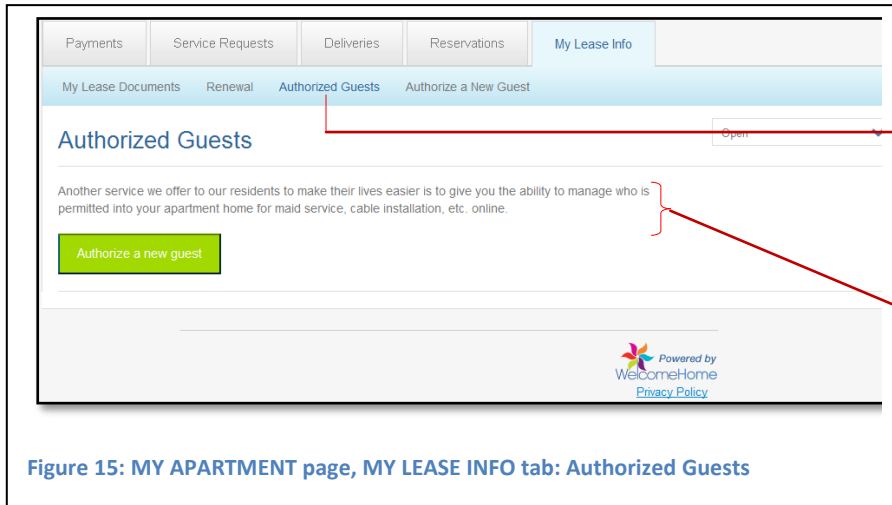 Payments Service Requests Deliveries Reservations My Lease Info
My Lease Documents Renewal Authorized Guests Authorize a New Guest
Authorized Guests
Open
Another service we offer to our residents to make their lives easier is to give you the ability to manage who is
permitted into your apartment home for maid service, cable installation, etc. online.
Authorize a new guest
Powered by
WelcomeHome
Privacy Policy
Figure 15: MY APARTMENT page, MY LEASE INFO tab: Authorized Guests